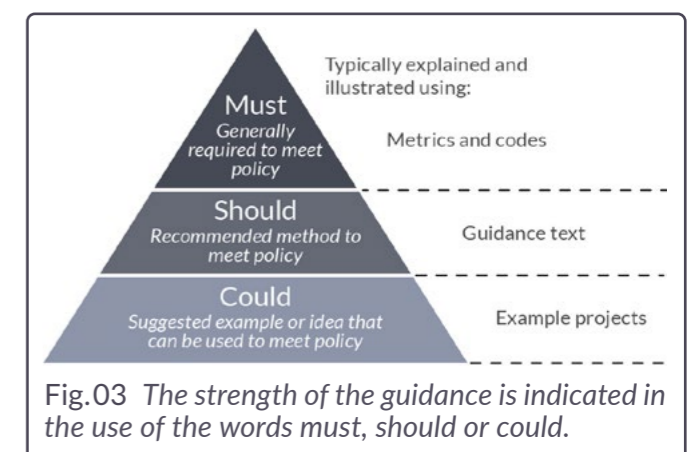 Typically explained and
illustrated using:
Must
Generally
required to meet
policy
Metrics and codes
Should
Recommended method to
meet policy
Guidance text
Could
Suggested example or idea that
can be used to meet policy
Example projects
Fig.03 The strength of the guidance is indicated in
the use of the words must, should or could.